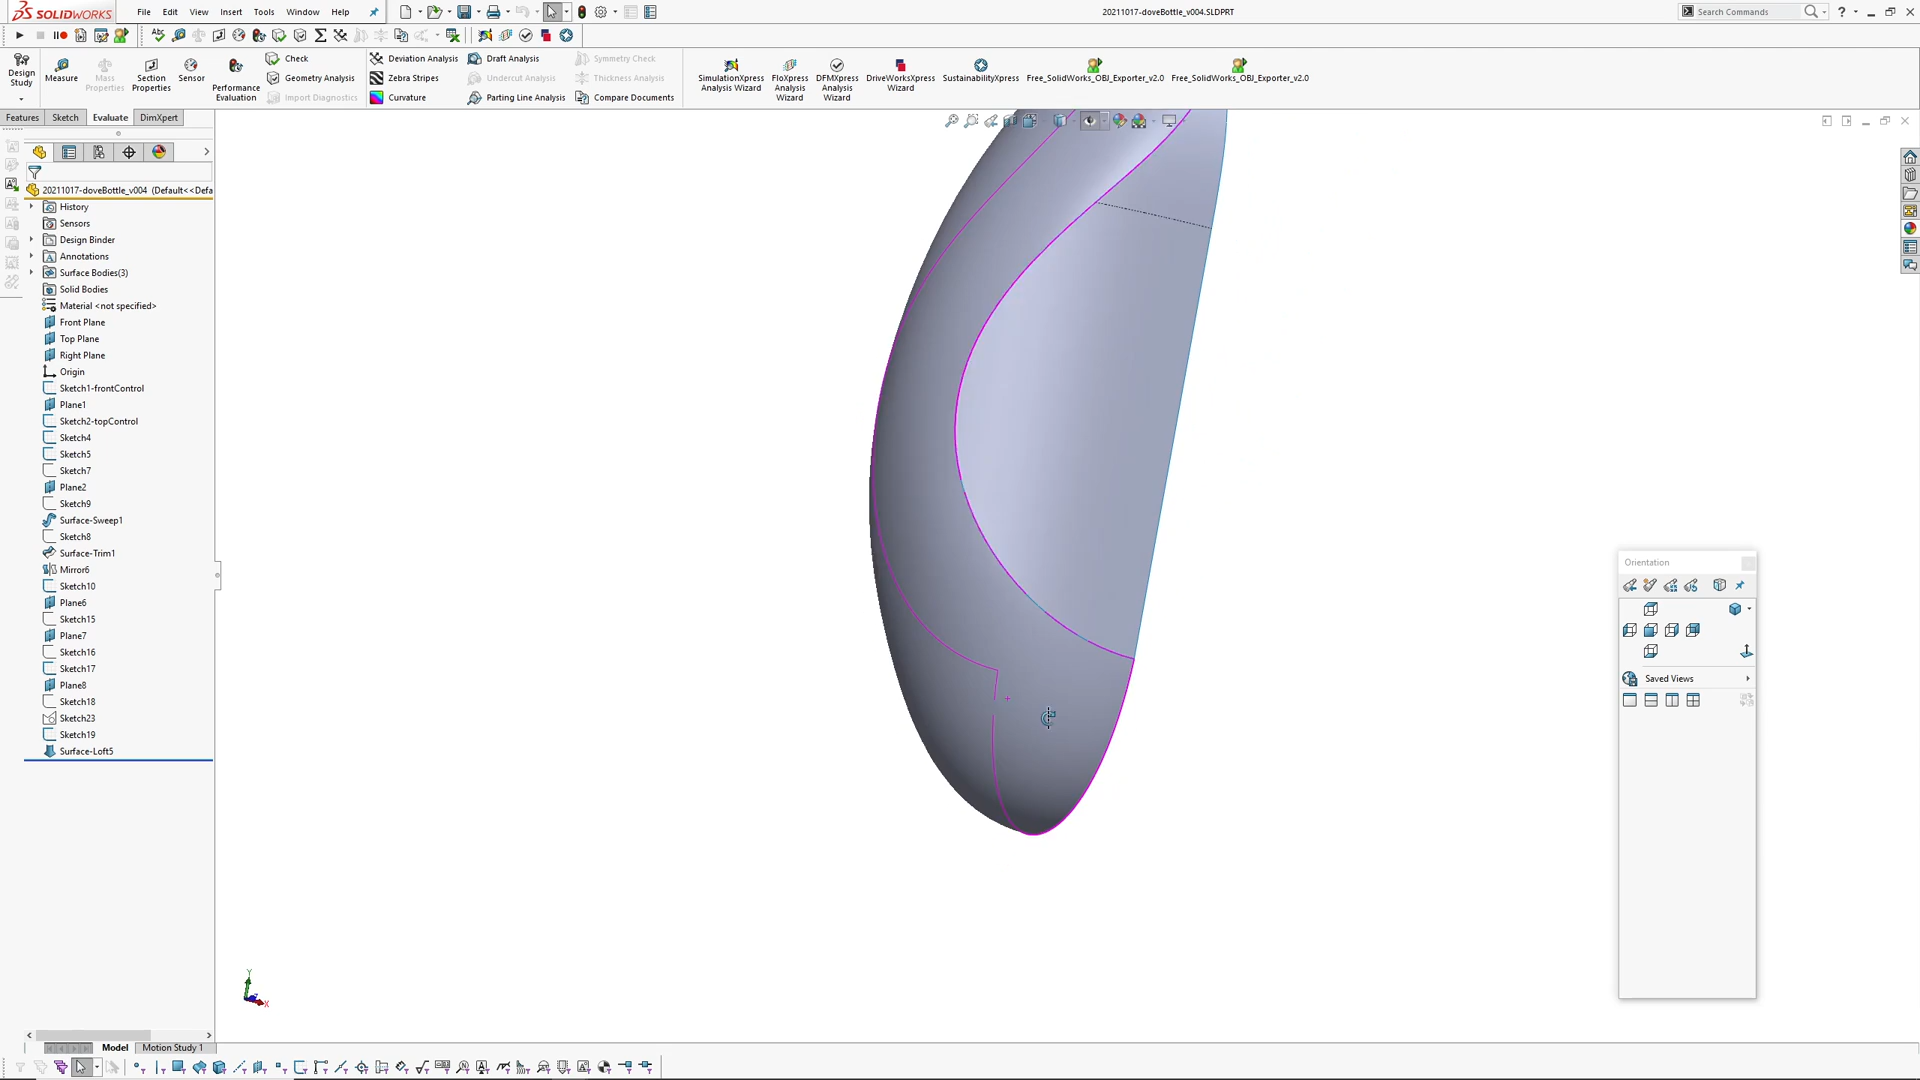 SOLIDWORKS
File Edit View Insert Tools Window Help
20211017-doveBottle_v004.SLDPRT
Search Commands
Design Study
Measure
Mass Properties
Section Properties
Sensor
Performance Evaluation
Check
Geometry Analysis
Import Diagnostics
Deviation Analysis
Zebra Stripes
Curvature
Draft Analysis
Undercut Analysis
Parting Line Analysis
Symmetry Check
Thickness Analysis
Compare Documents
SimulationXpress Analysis Wizard
FloXpress Analysis Wizard
DFMXpress Analysis Wizard
DriveWorksXpress Wizard
SustainabilityXpress
Free_SolidWorks_OBJ_Exporter_v2.0
Free_SolidWorks_OBJ_Exporter_v2.0
Features Sketch Evaluate DimXpert
20211017-doveBottle_v004 (Default<<Defa
History
Sensors
Design Binder
Annotations
Surface Bodies(3)
Solid Bodies
Material <not specified>
Front Plane
Top Plane
Right Plane
Origin
Sketch1-frontControl
Plane1
Sketch2-topControl
Sketch4
Sketch5
Sketch7
Plane2
Sketch9
Surface-Sweep1
Sketch8
Surface-Trim1
Mirror6
Sketch10
Plane6
Sketch15
Plane7
Sketch16
Sketch17
Plane8
Sketch18
Sketch23
Sketch19
Surface-Loft5
Orientation
Saved Views
Y
X
Model Motion Study 1